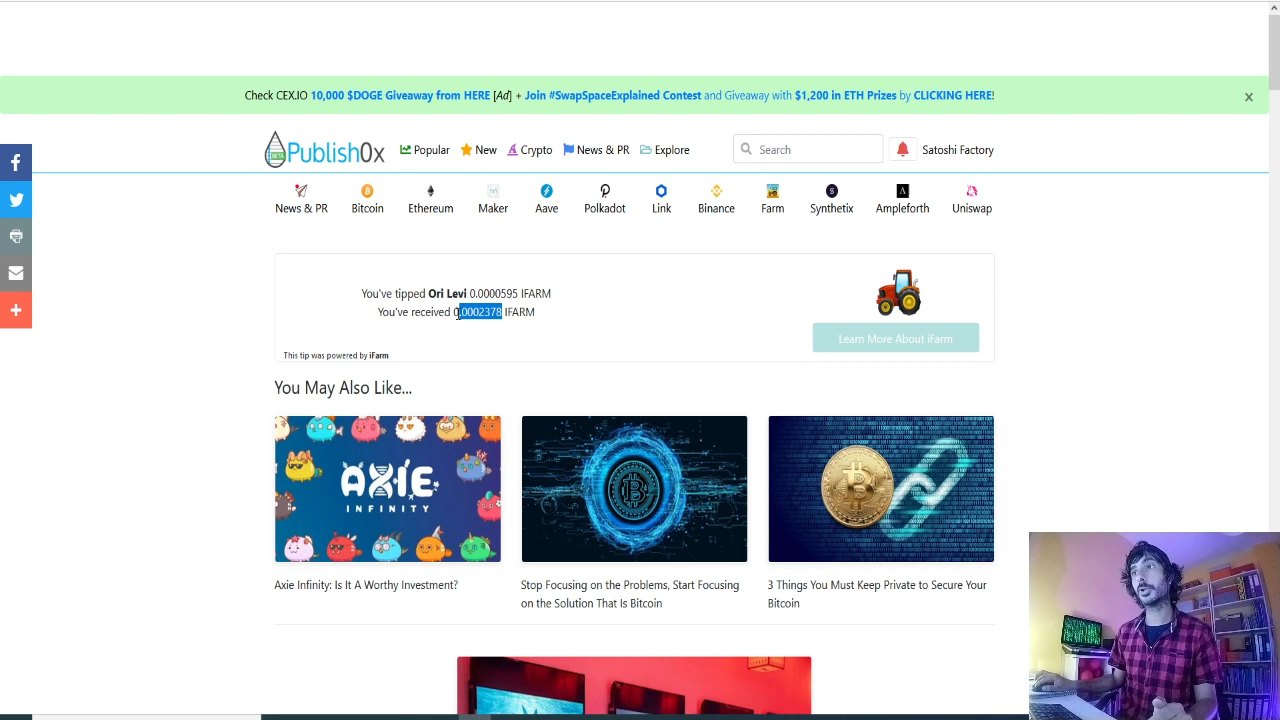 Check CEX.IO 10,000 $DOGE Giveaway from HERE [Ad] + Join #SwapSpaceExplained Contest and Giveaway with $1,200 in ETH Prizes by CLICKING HERE!
×
BETA
Publish0x
Popular
New
Crypto
News & PR
Explore
Search
Satoshi Factory
News & PR
Bitcoin
Ethereum
Maker
Aave
Polkadot
Link
Binance
Farm
Synthetix
Ampleforth
Uniswap
You've tipped Ori Levi 0.0000595 IFARM
You've received 0.0002378 IFARM
Learn More About iFarm
This tip was powered by iFarm
You May Also Like...
AXIE
INFINITY
Axie Infinity: Is It A Worthy Investment?
Stop Focusing on the Problems, Start Focusing
on the Solution That Is Bitcoin
3 Things You Must Keep Private to Secure Your
Bitcoin